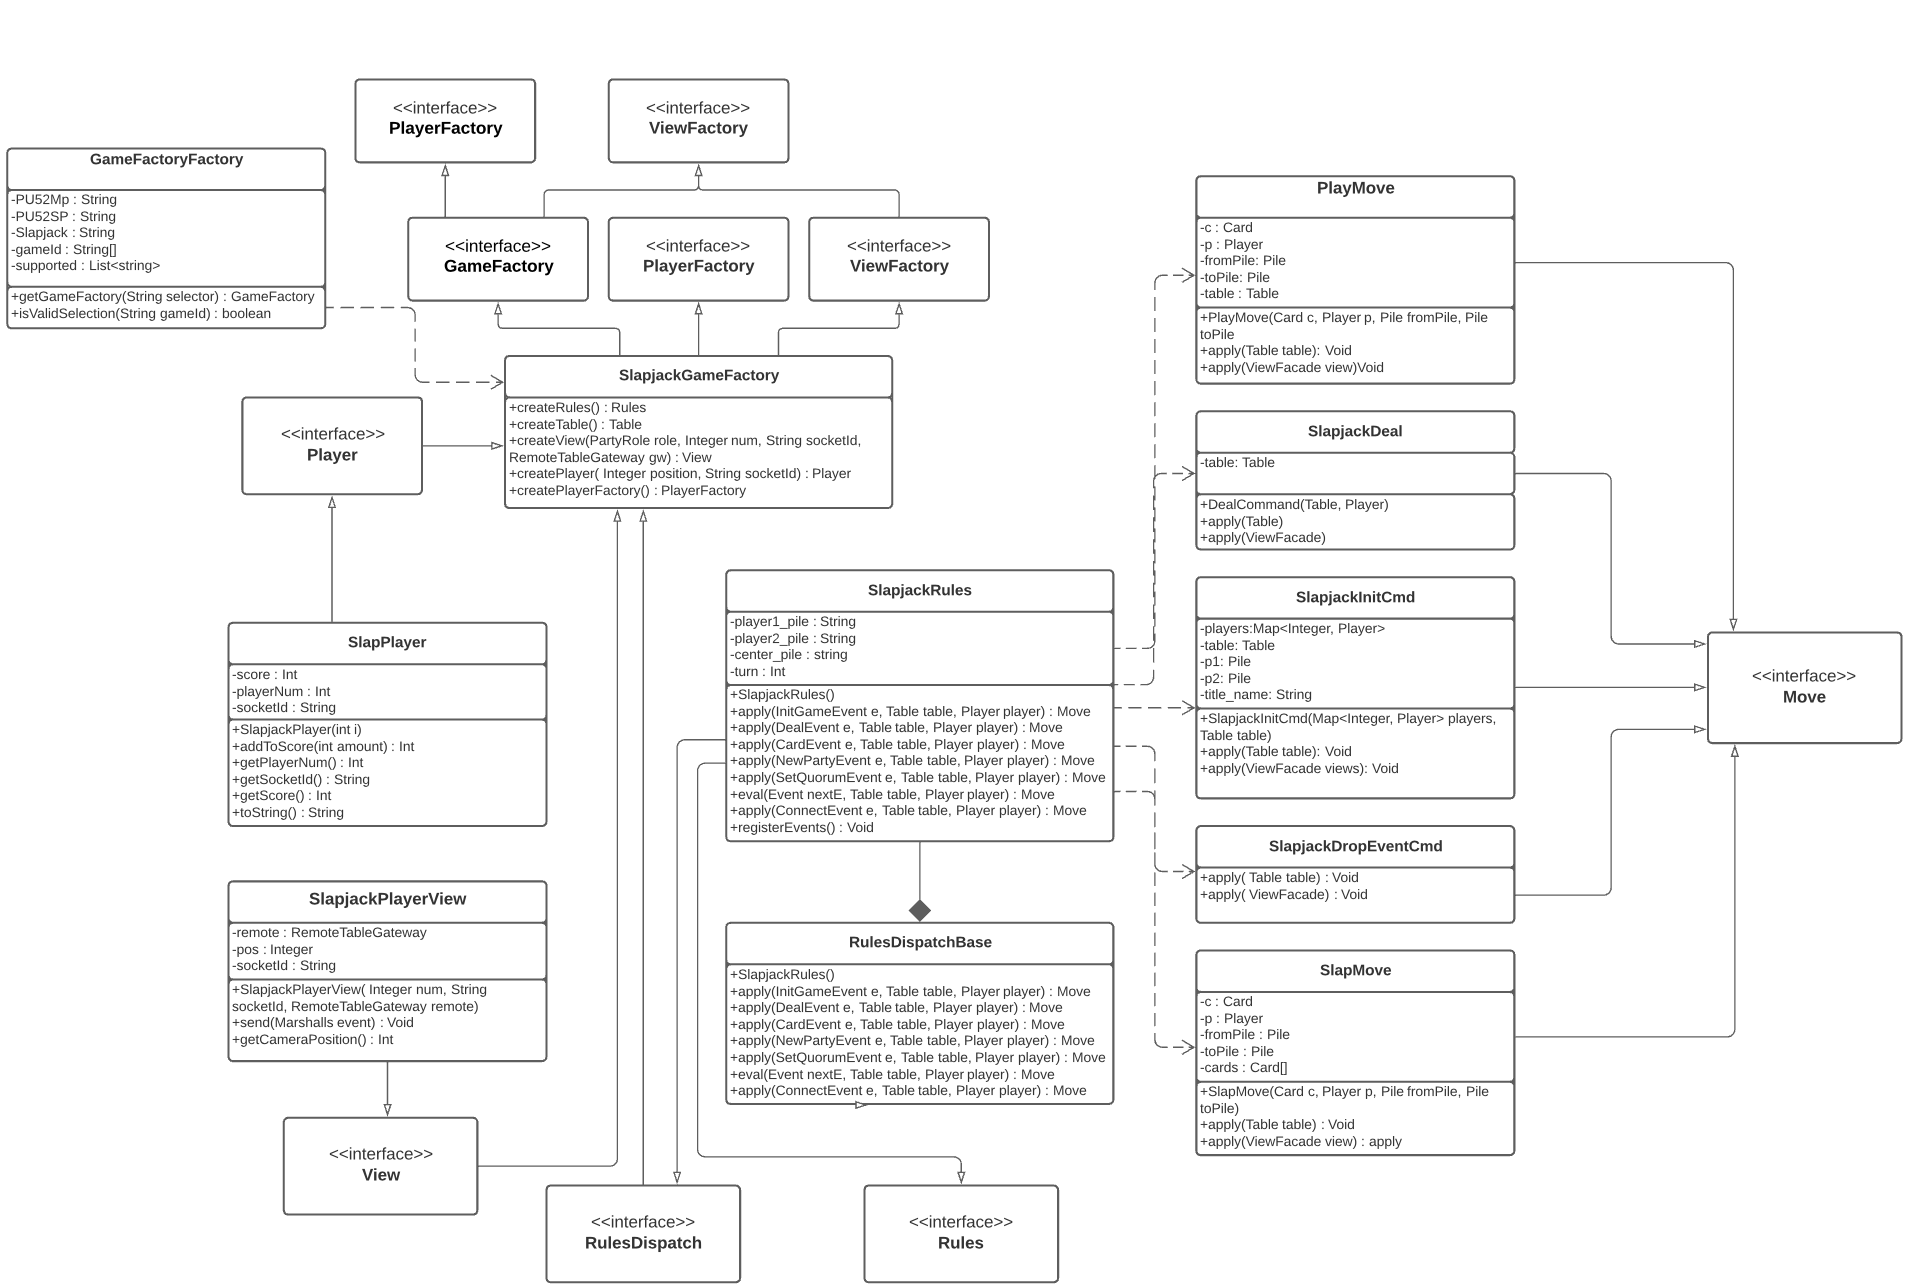 <<interface>>
PlayerFactory
<<interface>>
ViewFactory
GameFactoryFactory
-PU52Mp : String
-PU52SP : String
-Slapjack : String
-gameId : String[]
-supported : List<string>
+getGameFactory(String selector) : GameFactory
+isValidSelection(String gameId) : boolean
<<interface>>
GameFactory
<<interface>>
PlayerFactory
<<interface>>
ViewFactory
SlapjackGameFactory
+createRules() : Rules
+createTable() : Table
+createView(PartyRole role, Integer num, String socketId,
RemoteTableGateway gw) : View
+createPlayer( Integer position, String socketId) : Player
+createPlayerFactory() : PlayerFactory
<<interface>>
Player
SlapPlayer
-score : Int
-playerNum : Int
-socketId : String
+SlapjackPlayer(int i)
+addToScore(int amount) : Int
+getPlayerNum() : Int
+getSocketId() : String
+getScore() : Int
+toString() : String
SlapjackPlayerView
-remote : RemoteTableGateway
-pos : Integer
-socketId : String
+SlapjackPlayerView( Integer num, String
socketId, RemoteTableGateway remote)
+send(Marshalls event) : Void
+getCameraPosition() : Int
<<interface>>
View
SlapjackRules
-player1_pile : String
-player2_pile : String
-center_pile : string
-turn : Int
+SlapjackRules()
+apply(InitGameEvent e, Table table, Player player) : Move
+apply(DealEvent e, Table table, Player player) : Move
+apply(CardEvent e, Table table, Player player) : Move
+apply(NewPartyEvent e, Table table, Player player) : Move
+apply(SetQuorumEvent e, Table table, Player player) : Move
+eval(Event nextE, Table table, Player player) : Move
+apply(ConnectEvent e, Table table, Player player) : Move
+registerEvents() : Void
RulesDispatchBase
+SlapjackRules()
+apply(InitGameEvent e, Table table, Player player) : Move
+apply(DealEvent e, Table table, Player player) : Move
+apply(CardEvent e, Table table, Player player) : Move
+apply(NewPartyEvent e, Table table, Player player) : Move
+apply(SetQuorumEvent e, Table table, Player player) : Move
+eval(Event nextE, Table table, Player player) : Move
+apply(ConnectEvent e, Table table, Player player) : Move
<<interface>>
RulesDispatch
<<interface>>
Rules
PlayMove
-c : Card
-p : Player
-fromPile: Pile
-toPile: Pile
-table : Table
+PlayMove(Card c, Player p, Pile fromPile, Pile
toPile
+apply(Table table): Void
+apply(ViewFacade view)Void
SlapjackDeal
-table: Table
+DealCommand(Table, Player)
+apply(Table)
+apply(ViewFacade)
SlapjackInitCmd
-players:Map<Integer, Player>
-table: Table
-p1: Pile
-p2: Pile
-title_name: String
+SlapjackInitCmd(Map<Integer, Player> players,
Table table)
+apply(Table table): Void
+apply(ViewFacade views): Void
SlapjackDropEventCmd
+apply( Table table) : Void
+apply( ViewFacade) : Void
SlapMove
-c : Card
-p : Player
-fromPile : Pile
-toPile : Pile
-cards : Card[]
+SlapMove(Card c, Player p, Pile fromPile, Pile
toPile)
+apply(Table table) : Void
+apply(ViewFacade view) : apply
<<interface>>
Move